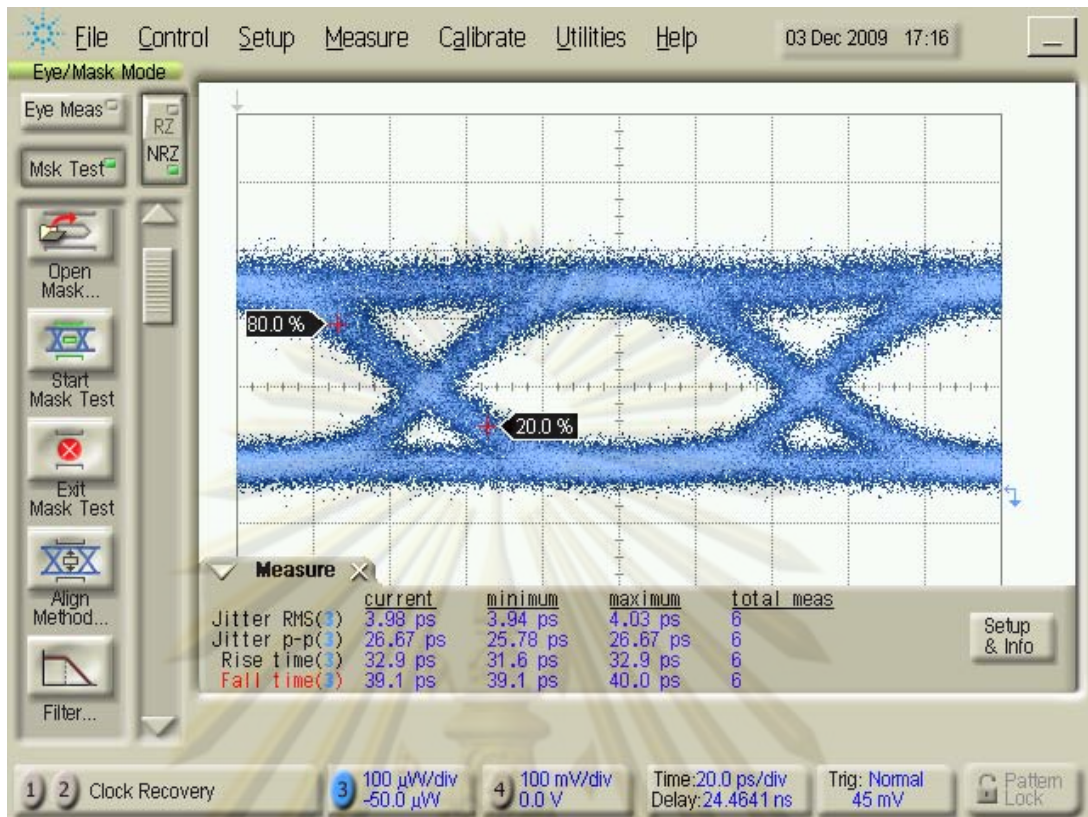 File Control Setup Measure Calibrate Utilities Help 03 Dec 2009 17:16
Eye/Mask Mode
Eye Meas
RZ
NRZ
Msk Test
Open
Mask...
Start
Mask Test
Exit
Mask Test
Align
Method...
Filter...
80.0 %
20.0 %
Measure
current minimum maximum total meas
Jitter RMS(3) 3.98 ps 3.94 ps 4.03 ps 6
Jitter p-p(3) 26.67 ps 25.78 ps 26.67 ps 6
Rise time(3) 32.9 ps 31.6 ps 32.9 ps 6
Fall time(3) 39.1 ps 39.1 ps 40.0 ps 6
Setup
& Info
1 2 Clock Recovery
3 100 µW/div
-50.0 µW
4 100 mV/div
0.0 V
Time:20.0 ps/div
Delay:24.4641 ns
Trig: Normal
45 mV
Pattern
Lock